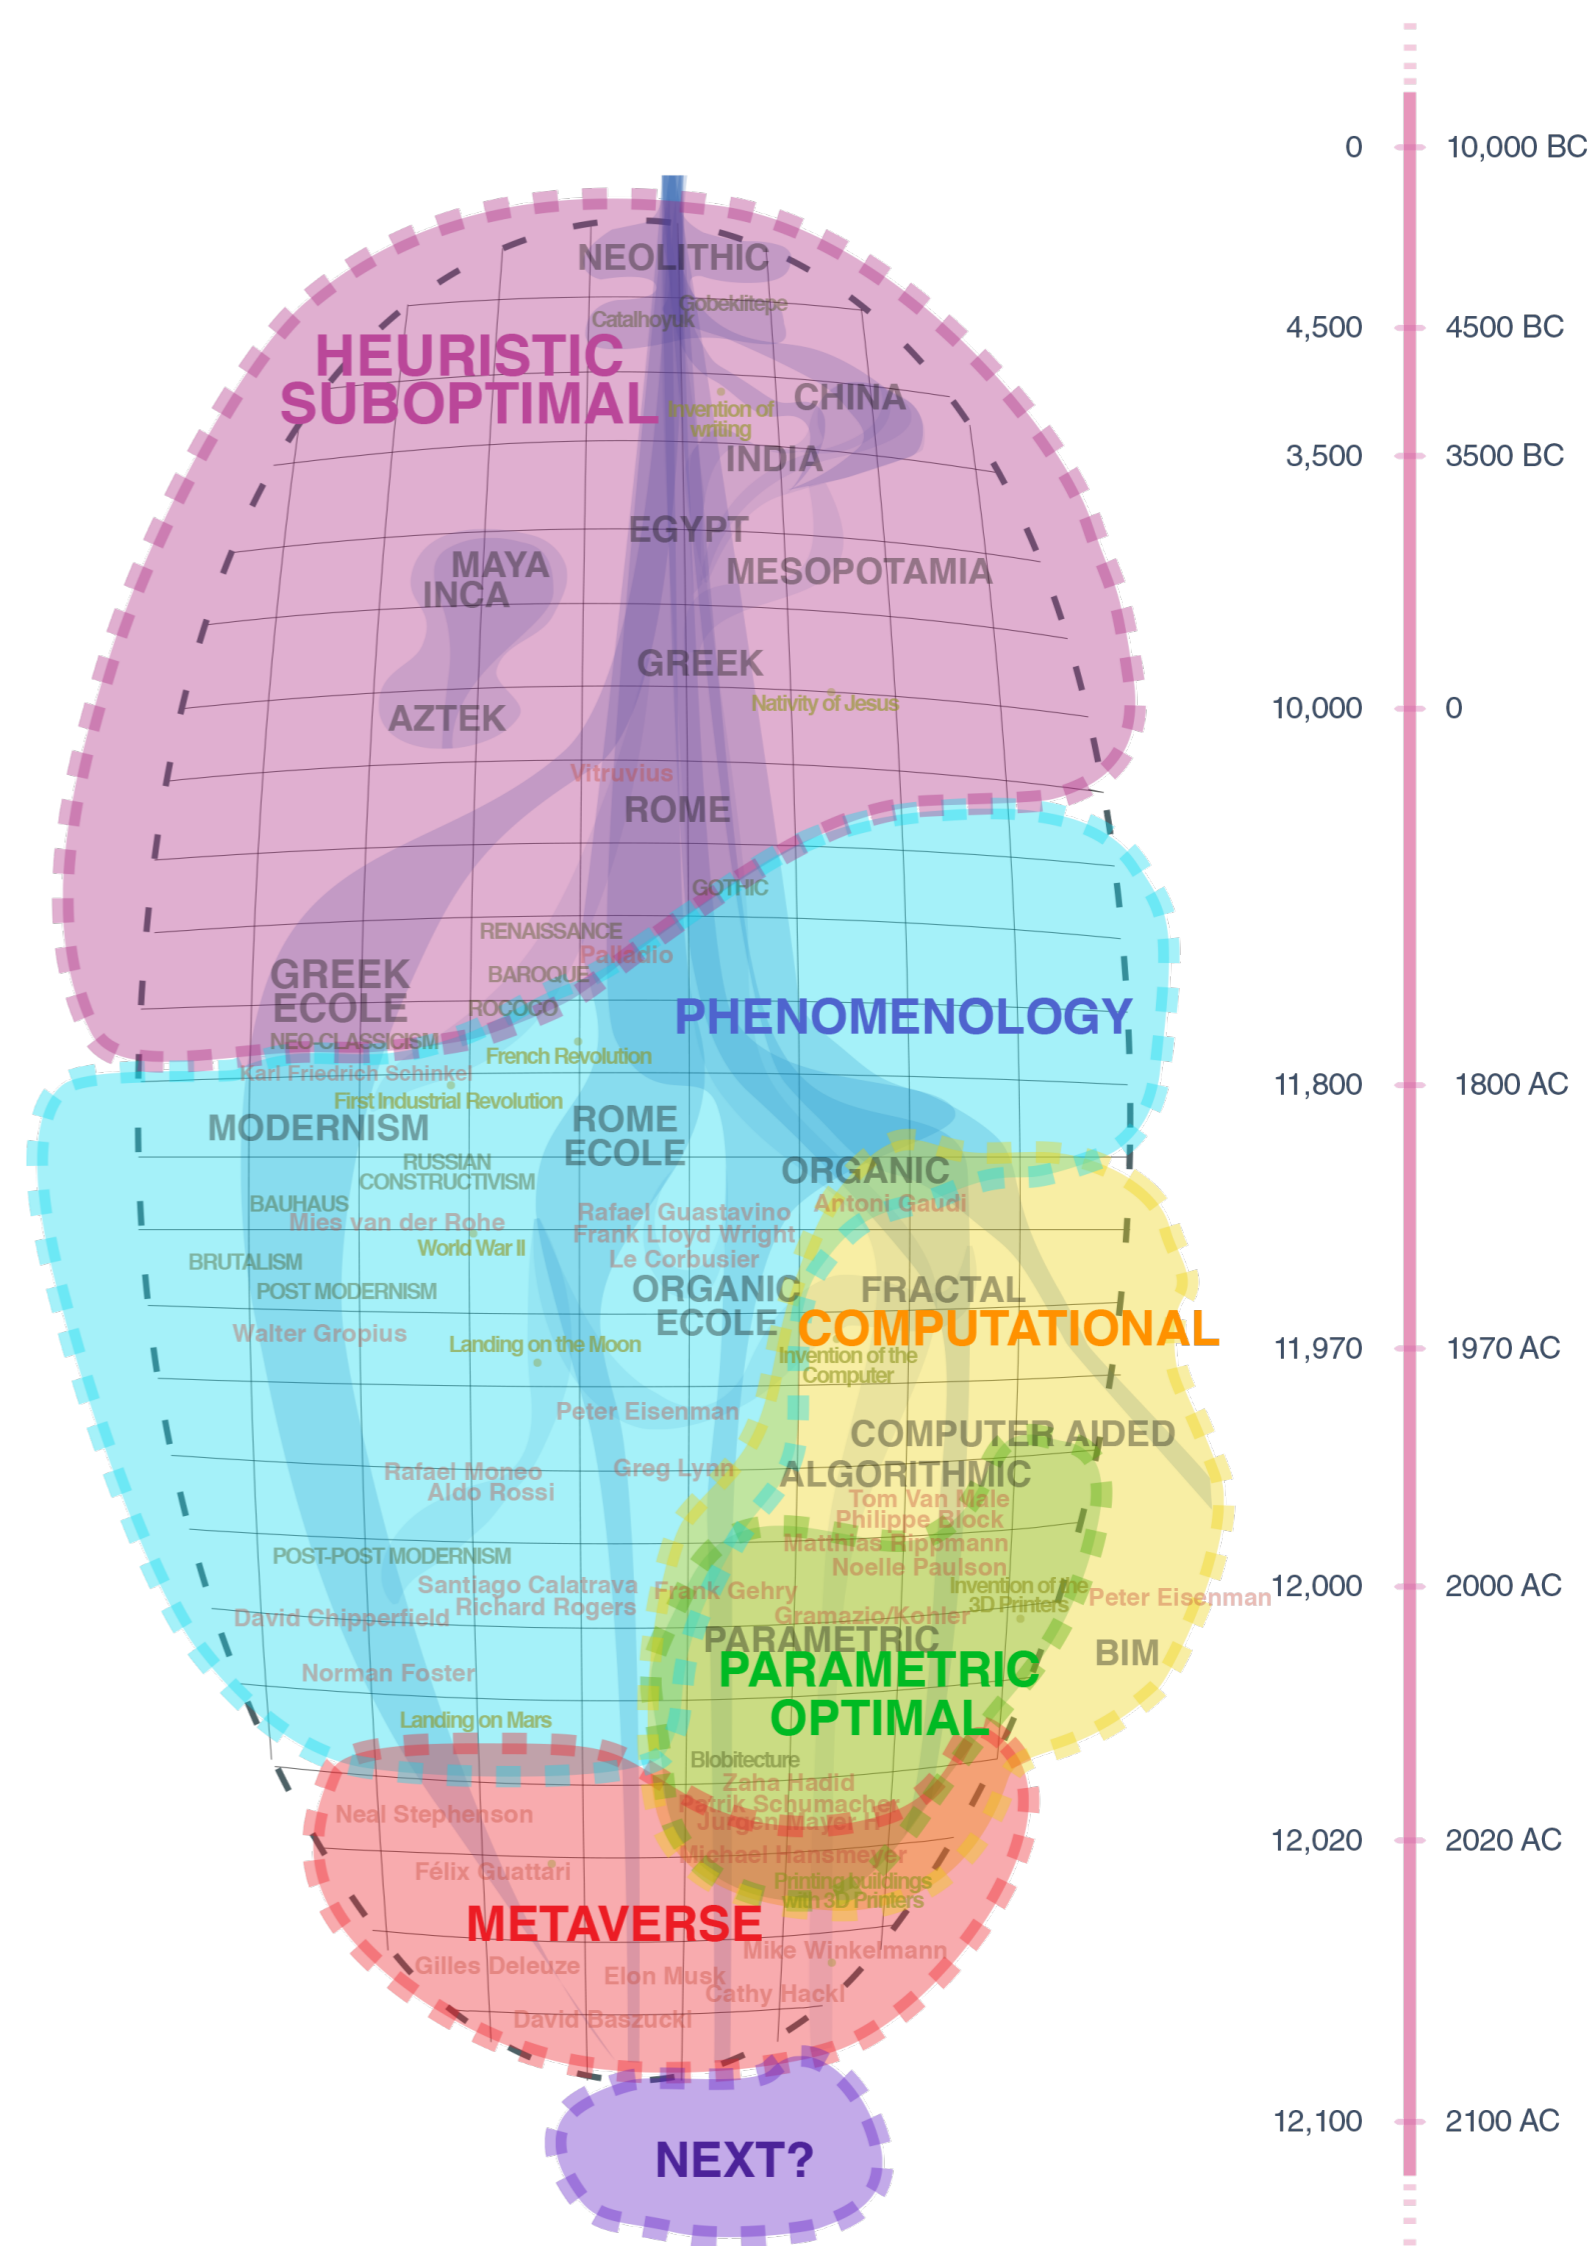 0
10,000 BC
NEOLITHIC
Gobeklitepe
Catalhoyuk
4,500
4500 BC
HEURISTIC
SUBOPTIMAL
CHINA
Invention of
writing
INDIA
3,500
3500 BC
EGYPT
MAYA
INCA
MESOPOTAMIA
GREEK
Nativity of Jesus
10,000
0
AZTEK
Vitruvius
ROME
GOTHIC
RENAISSANCE
Palladio
BAROQUE
GREEK
ECOLE
ROCOCO
PHENOMENOLOGY
NEO-CLASSICISM
French Revolution
Karl Friedrich Schinkel
11,800
1800 AC
First Industrial Revolution
MODERNISM
ROME
ECOLE
RUSSIAN
CONSTRUCTIVISM
ORGANIC
BAUHAUS
Antoni Gaudi
Mies van der Rohe
Rafael Guastavino
Frank Lloyd Wright
World War II
Le Corbusier
BRUTALISM
POST MODERNISM
ORGANIC
ECOLE
FRACTAL
COMPUTATIONAL
Walter Gropius
Landing on the Moon
Invention of the
Computer
11,970
1970 AC
Peter Eisenman
COMPUTER AIDED
Rafael Moneo
Aldo Rossi
Greg Lynn
ALGORITHMIC
Tom Van Male
Philippe Block
Matthias Rippmann
Noelle Paulson
POST-POST MODERNISM
Santiago Calatrava
Richard Rogers
Frank Gehry
Invention of the
3D Printers
Peter Eisenman
12,000
2000 AC
David Chipperfield
Gramazio/Kohler
PARAMETRIC
BIM
PARAMETRIC
OPTIMAL
Norman Foster
Landing on Mars
Blobitecture
Zaha Hadid
Patrik Schumacher
Jurgen Mayer H
Neal Stephenson
12,020
2020 AC
Michael Hansmeyer
Félix Guattari
Printing buildings
with 3D Printers
METAVERSE
Mike Winkelmann
Gilles Deleuze
Elon Musk
Cathy Hackl
David Baszucki
12,100
2100 AC
NEXT?